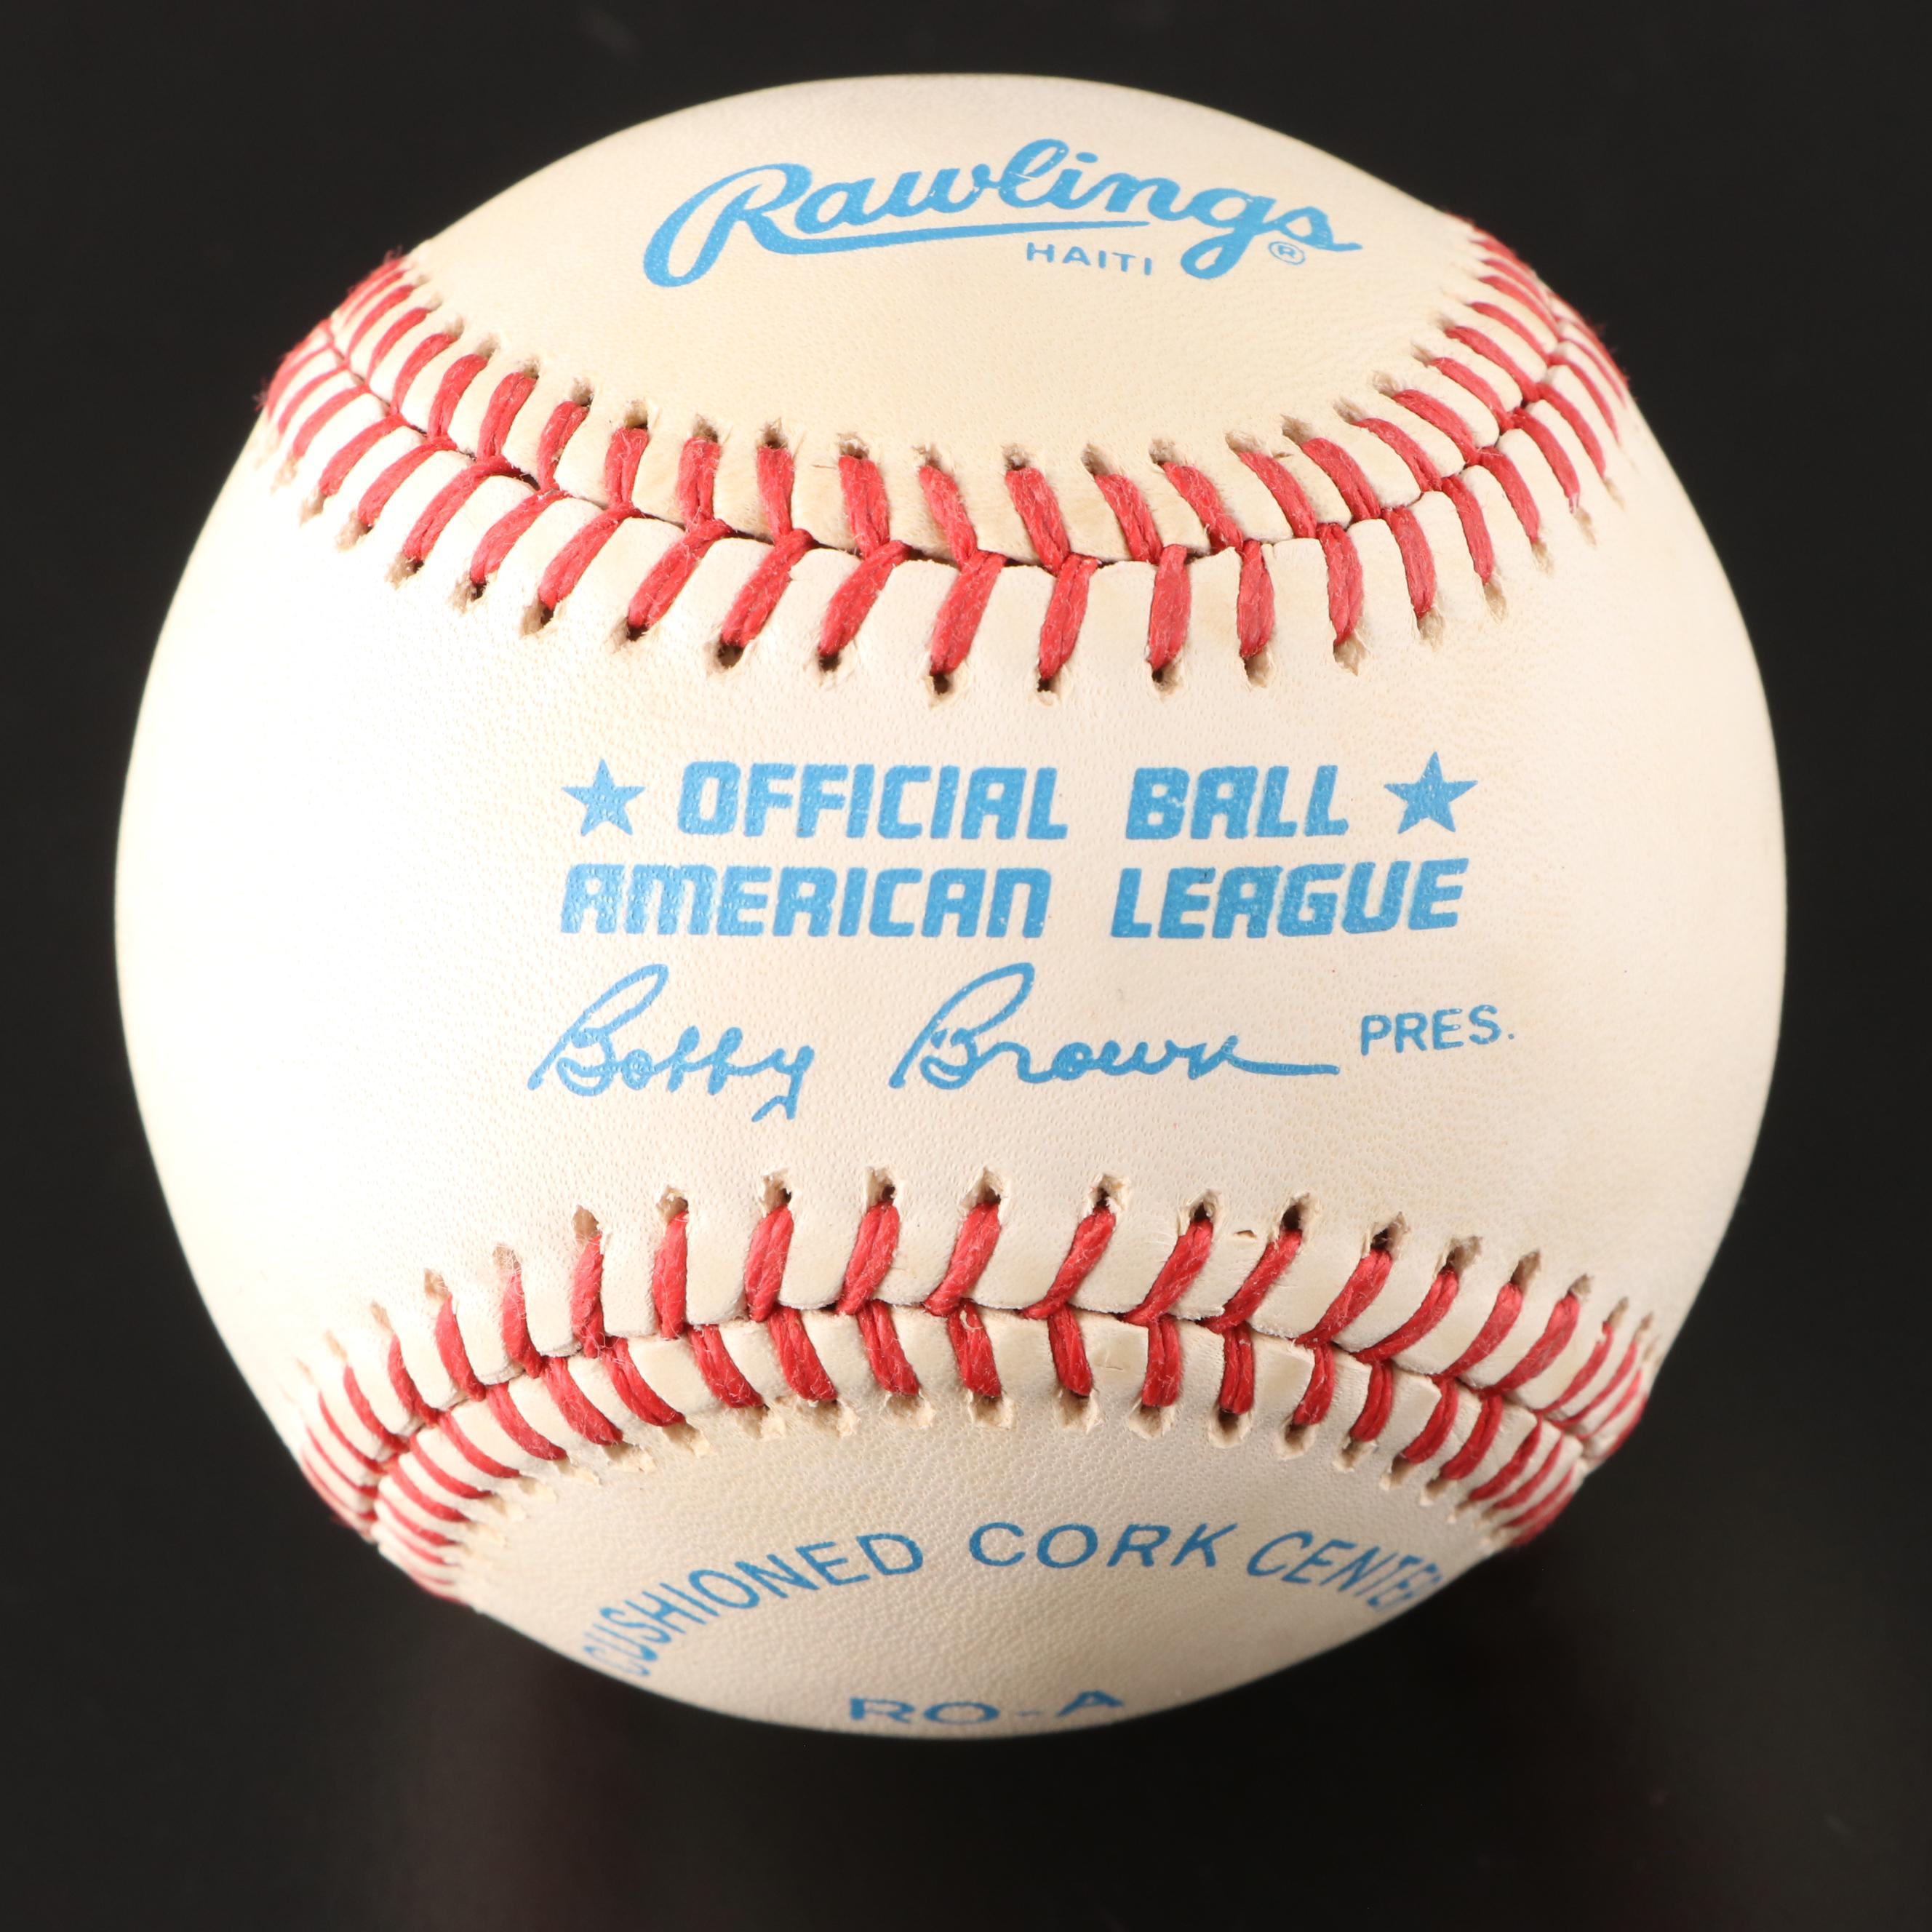 Rawlings ®
HAITI
★ OFFICIAL BALL ★
AMERICAN LEAGUE
Bobby Brown PRES.
CUSHIONED CORK CENTER
RO-A